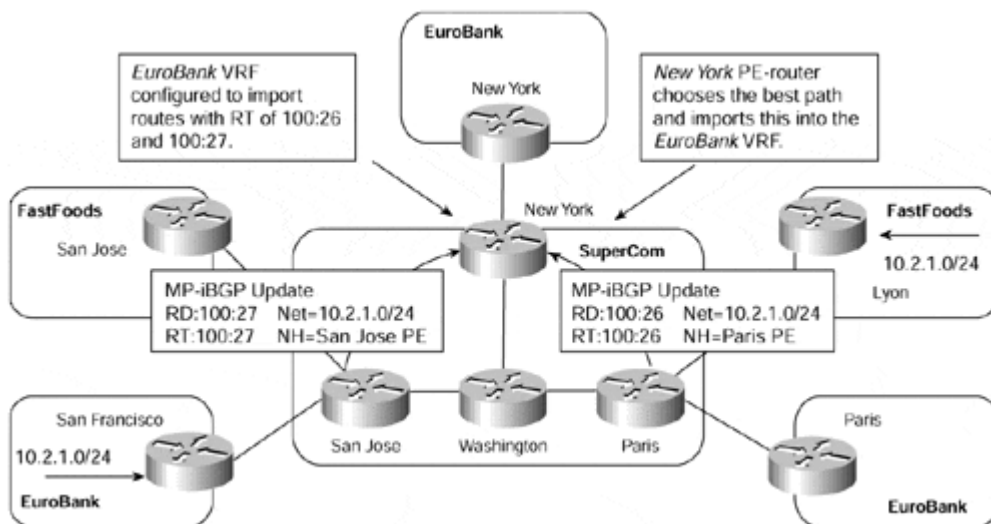 EuroBank
New York
EuroBank VRF
configured to import
routes with RT of 100:26
and 100:27.
New York PE-router
chooses the best path
and imports this into the
EuroBank VRF.
New York
SuperCom
FastFoods
San Jose
FastFoods
10.2.1.0/24
Lyon
MP-iBGP Update
RD:100:27 Net=10.2.1.0/24
RT:100:27 NH=San Jose PE
MP-iBGP Update
RD:100:26 Net=10.2.1.0/24
RT:100:26 NH=Paris PE
San Francisco
10.2.1.0/24
EuroBank
San Jose
Washington
Paris
Paris
EuroBank